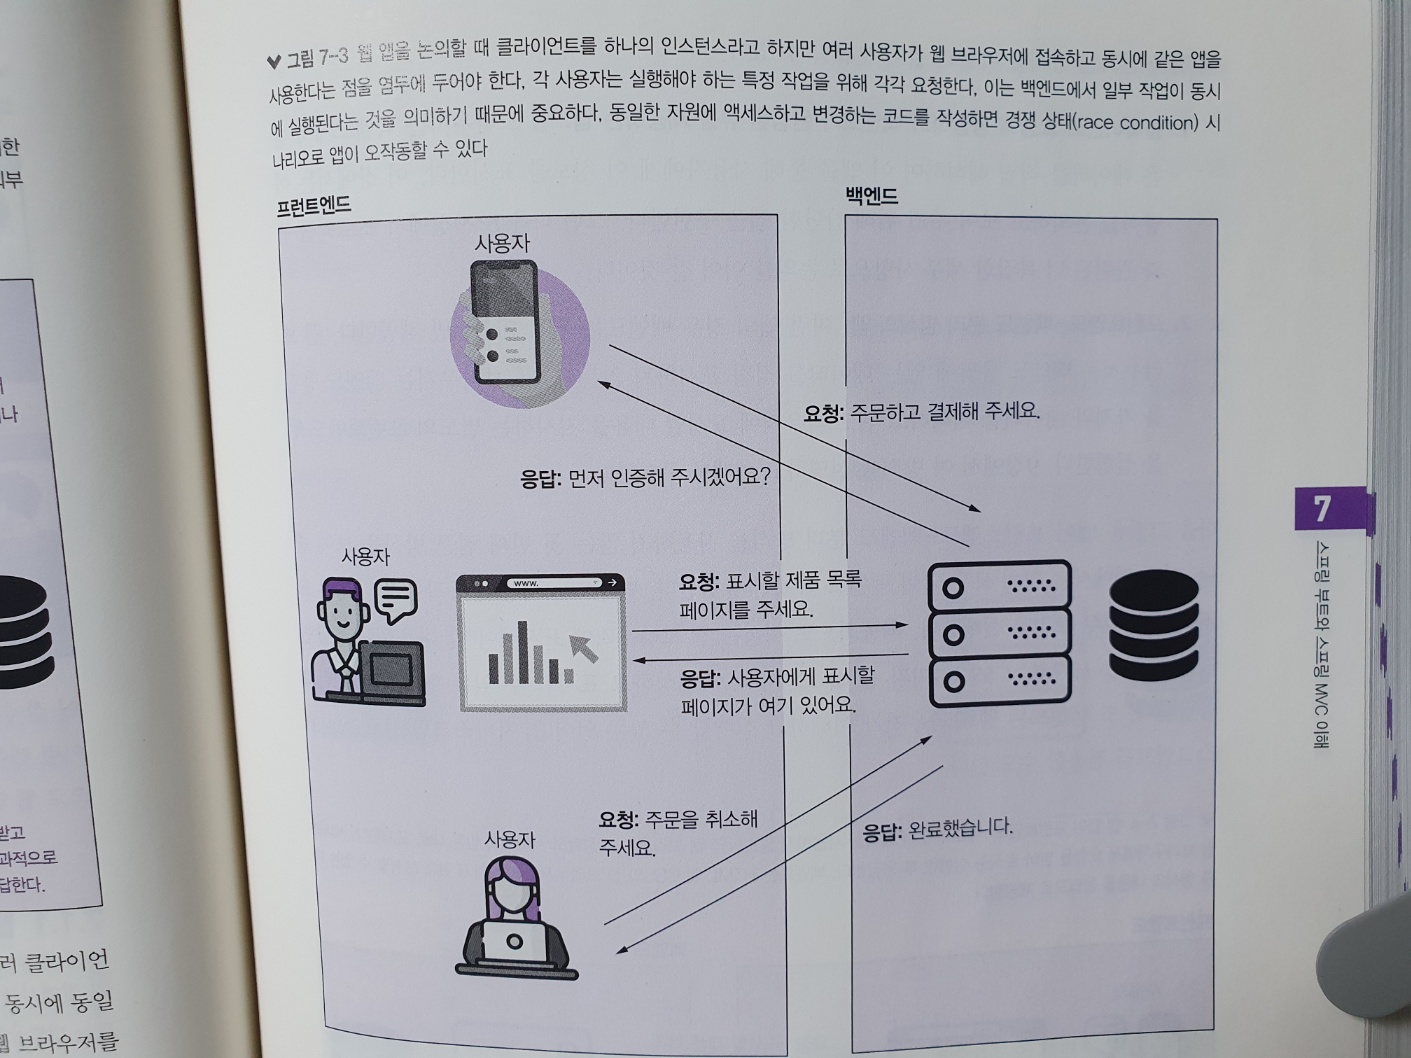 ♥ 그림 7-3 웹 앱을 논의할 때 클라이언트를 하나의 인스턴스라고 하지만 여러 사용자가 웹 브라우저에 접속하고 동시에 같은 앱을
사용한다는 점을 염두에 두어야 한다. 각 사용자는 실행해야 하는 특정 작업을 위해 각각 요청한다. 이는 백엔드에서 일부 작업이 동시
에 실행된다는 것을 의미하기 때문에 중요하다. 동일한 자원에 액세스하고 변경하는 코드를 작성하면 경쟁 상태(race condition) 시
나리오로 앱이 오작동할 수 있다
프런트엔드
백엔드
사용자
요청: 주문하고 결제해 주세요.
응답: 먼저 인증해 주시겠어요?
사용자
www.
요청: 표시할 제품 목록
페이지를 주세요.
응답: 사용자에게 표시할
페이지가 여기 있어요.
사용자
요청: 주문을 취소해
주세요.
응답: 완료했습니다.
7
스프링 부트와 스프링 MVC 이해
한
나
받고
과적으로
답한다.
러 클라이언
동시에 동일
웹 브라우저를